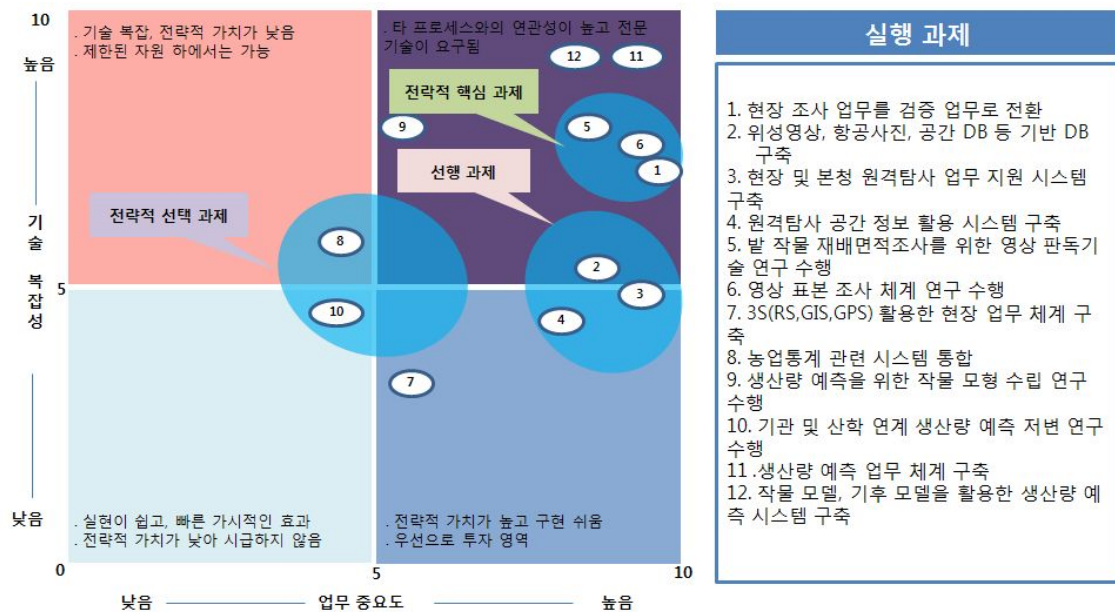 10
높음
기
술
복
잡
성
5
낮음
0
. 기술 복잡, 전략적 가치가 낮음
. 제한된 자원 하에서는 가능
. 타 프로세스와의 연관성이 높고 전문
기술이 요구됨
12
11
전략적 핵심 과제
9
5
6
1
선행 과제
전략적 선택 과제
8
2
3
10
4
7
. 실현이 쉽고, 빠른 가시적인 효과
. 전략적 가치가 낮아 시급하지 않음
. 전략적 가치가 높고 구현 쉬움
. 우선으로 투자 영역
5
10
낮음
업무 중요도
높음
실행 과제
1. 현장 조사 업무를 검증 업무로 전환
2. 위성영상, 항공사진, 공간 DB 등 기반 DB
구축
3. 현장 및 본청 원격탐사 업무 지원 시스템
구축
4. 원격탐사 공간 정보 활용 시스템 구축
5. 밭 작물 재배면적조사를 위한 영상 판독기
술 연구 수행
6. 영상 표본 조사 체계 연구 수행
7. 3S(RS,GIS,GPS) 활용한 현장 업무 체계 구
축
8. 농업통계 관련 시스템 통합
9. 생산량 예측을 위한 작물 모형 수립 연구
수행
10. 기관 및 산학 연계 생산량 예측 저변 연구
수행
11 .생산량 예측 업무 체계 구축
12. 작물 모델, 기후 모델을 활용한 생산량 예
측 시스템 구축